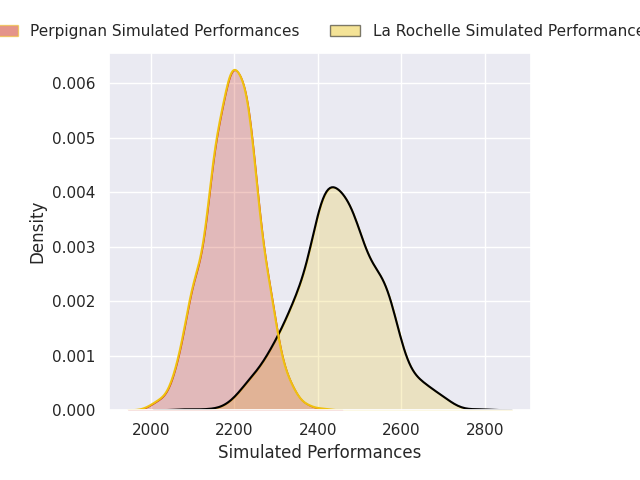 Perpignan Simulated Performances
La Rochelle Simulated Performance
0.006
0.005
0.004
0.003
0.002
0.001
0.000
Density
2000 2200 2400 2600 2800
Simulated Performances